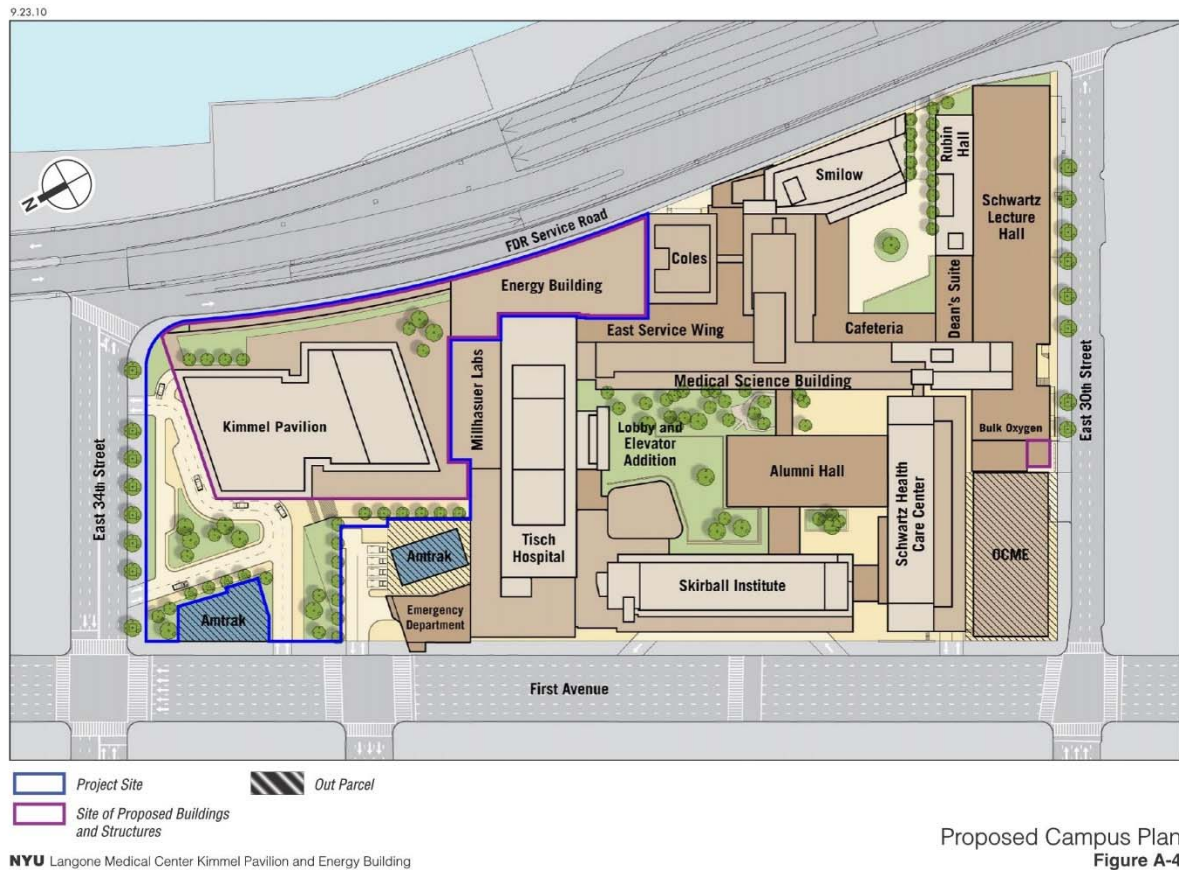 9.23.10
N
FDR Service Road
Smilow
Rubin
Hall
Schwartz
Lecture
Hall
Energy Building
Coles
East Service Wing
Cafeteria
Dean's Suite
East 34th Street
Kimmel Pavilion
Millhasuer Labs
Medical Science Building
Lobby and
Elevator
Addition
Alumni Hall
Bulk Oxygen
East 30th Street
Tisch
Hospital
Schwartz Health
Care Center
OCME
Amtrak
Skirball Institute
Amtrak
Emergency
Department
First Avenue
Project Site
Out Parcel
Site of Proposed Buildings
and Structures
Proposed Campus Plan
NYU Langone Medical Center Kimmel Pavilion and Energy Building
Figure A-4